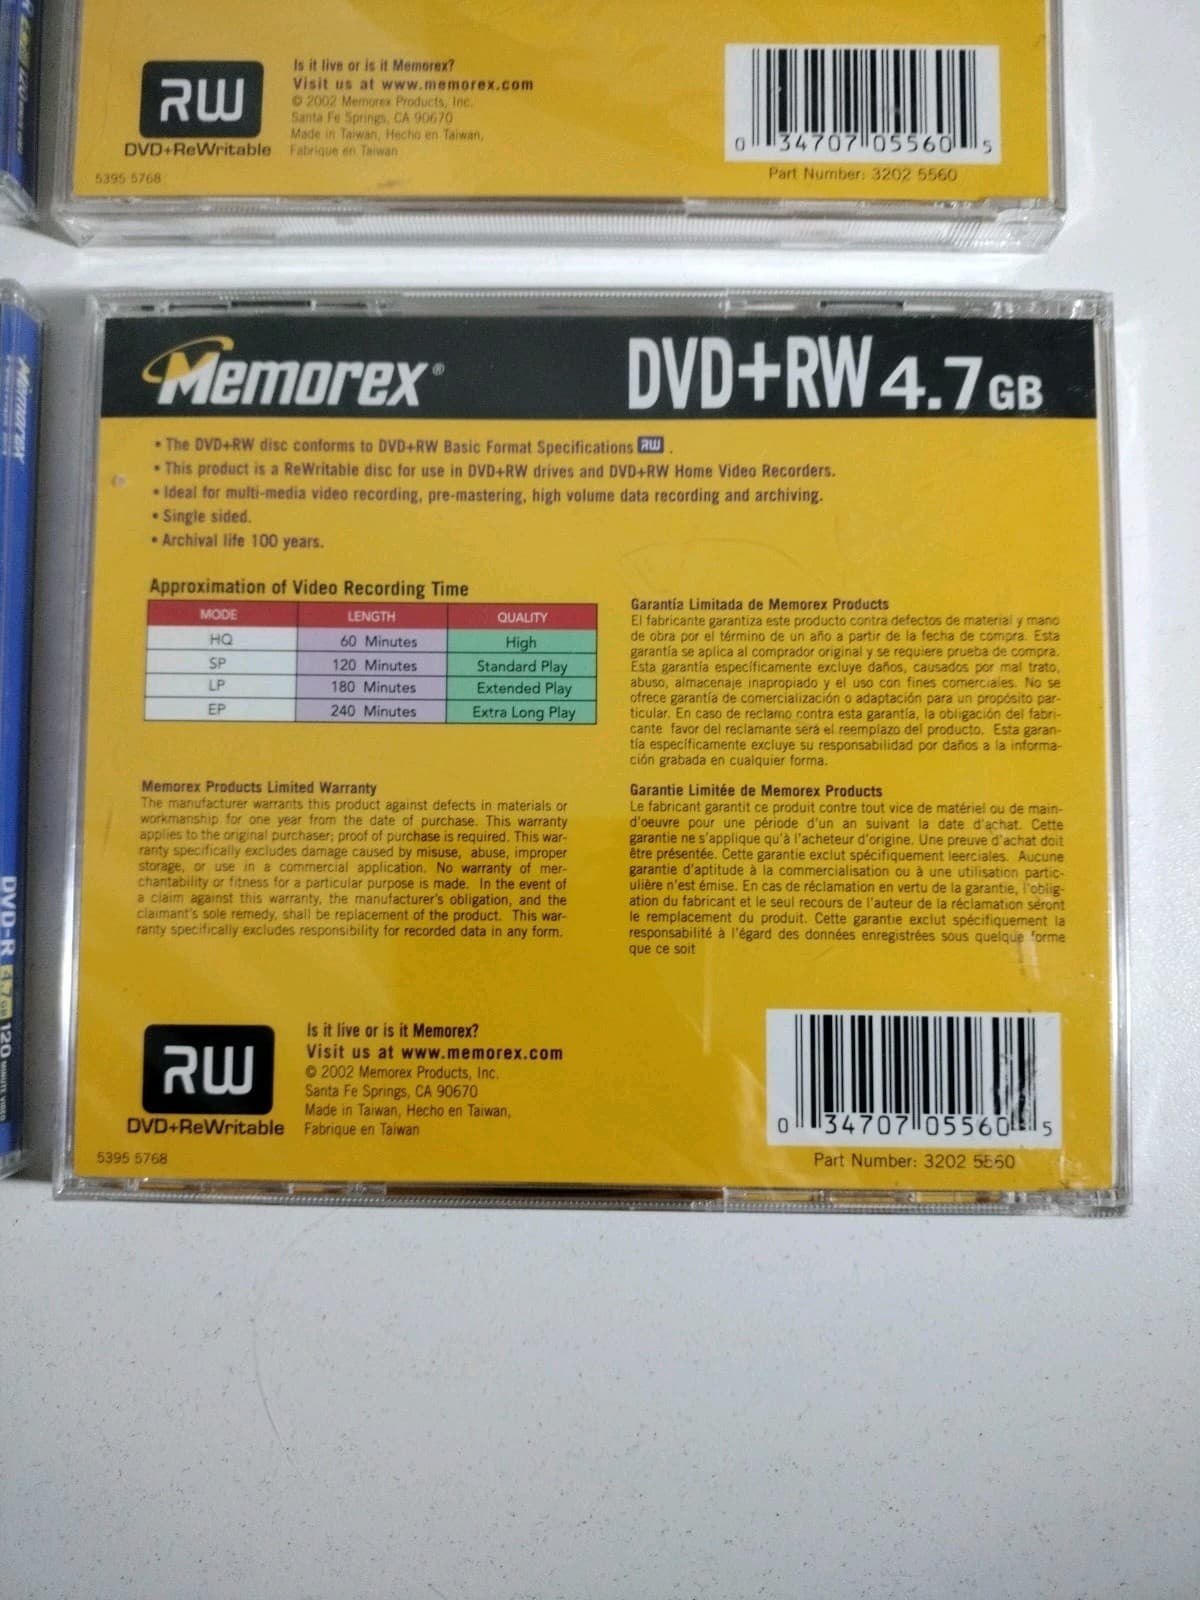 RW
DVD+ReWritable
5395 5768
Is it live or is it Memorex?
Visit us at www.memorex.com
© 2002 Memorex Products, Inc.
Santa Fe Springs, CA 90670
Made in Taiwan, Hecho en Taiwan,
Fabrique en Taiwan
0 34707 05560 5
Part Number: 3202 5560
Memorex®
DVD+RW 4.7 GB
• The DVD+RW disc conforms to DVD+RW Basic Format Specifications RW .
• This product is a ReWritable disc for use in DVD+RW drives and DVD+RW Home Video Recorders.
• Ideal for multi-media video recording, pre-mastering, high volume data recording and archiving.
• Single sided.
• Archival life 100 years.
Approximation of Video Recording Time
MODE LENGTH QUALITY
HQ 60 Minutes High
SP 120 Minutes Standard Play
LP 180 Minutes Extended Play
EP 240 Minutes Extra Long Play
Memorex Products Limited Warranty
The manufacturer warrants this product against defects in materials or
workmanship for one year from the date of purchase. This warranty
applies to the original purchaser; proof of purchase is required. This war-
ranty specifically excludes damage caused by misuse, abuse, improper
storage, or use in a commercial application. No warranty of mer-
chantability or fitness for a particular purpose is made. In the event of
a claim against this warranty, the manufacturer's obligation, and the
claimant's sole remedy, shall be replacement of the product. This war-
ranty specifically excludes responsibility for recorded data in any form.
Garantía Limitada de Memorex Products
El fabricante garantiza este producto contra defectos de material y mano
de obra por el término de un año a partir de la fecha de compra. Esta
garantía se aplica al comprador original y se requiere prueba de compra.
Esta garantía específicamente excluye daños, causados por mal trato,
abuso, almacenaje inapropiado y el uso con fines comerciales. No se
ofrece garantía de comercialización o adaptación para un propósito par-
ticular. En caso de reclamo contra esta garantía, la obligación del fabri-
cante favor del reclamante será el reemplazo del producto. Esta garan-
tía específicamente excluye su responsabilidad por daños a la informa-
ción grabada en cualquier forma.
Garantie Limitée de Memorex Products
Le fabricant garantit ce produit contre tout vice de matériel ou de main-
d'oeuvre pour une période d'un an suivant la date d'achat. Cette
garantie ne s'applique qu'à l'acheteur d'origine. Une preuve d'achat doit
être présentée. Cette garantie exclut spécifiquement leerciales. Aucune
garantie d'aptitude à la commercialisation ou à une utilisation partic-
ulière n'est émise. En cas de réclamation en vertu de la garantie, l'oblig-
ation du fabricant et le seul recours de l'auteur de la réclamation seront
le remplacement du produit. Cette garantie exclut spécifiquement la
responsabilité à l'égard des données enregistrées sous quelque forme
que ce soit
RW
DVD+ReWritable
5395 5768
Is it live or is it Memorex?
Visit us at www.memorex.com
© 2002 Memorex Products, Inc.
Santa Fe Springs, CA 90670
Made in Taiwan, Hecho en Taiwan,
Fabrique en Taiwan
0 34707 05560 5
Part Number: 3202 5560
Memorex
DVD-R 4.7 GB 120 MINUTE VIDEO